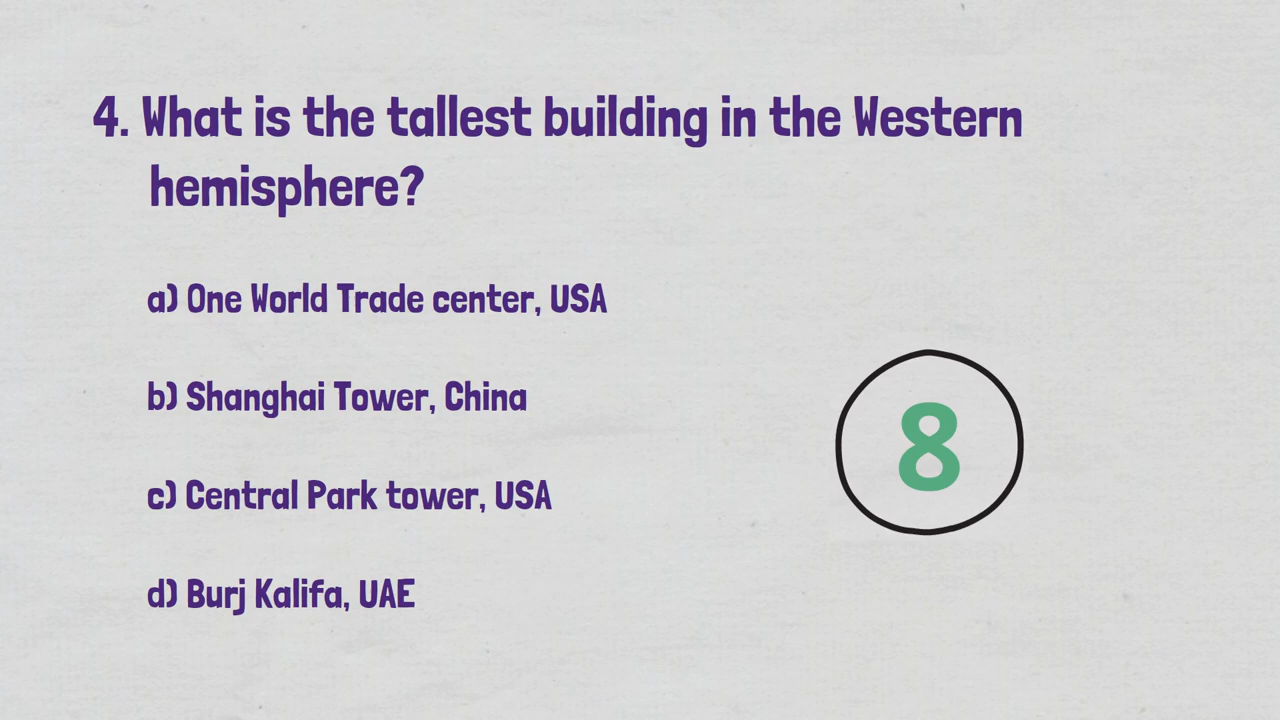 4. What is the tallest building in the Western
hemisphere?
a) One World Trade center, USA
b) Shanghai Tower, China
c) Central Park tower, USA
8
d) Burj Kalifa, UAE